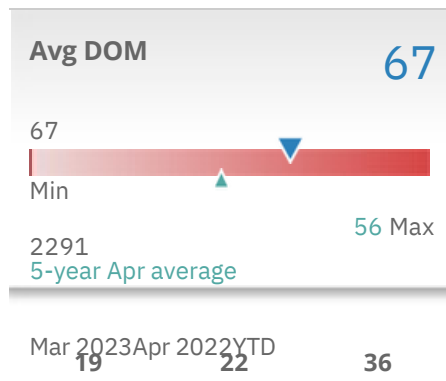 Avg DOM
67
67
Min
56 Max
2291
5-year Apr average
Mar 2023Apr 2022YTD
19 22 36